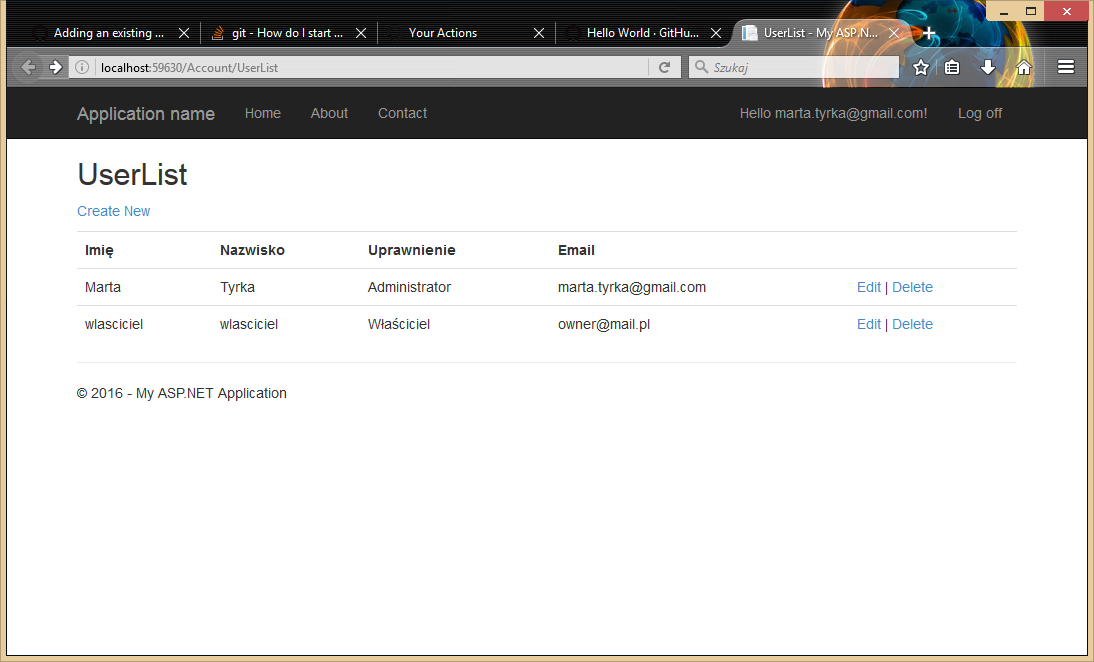 Adding an existing ... git - How do I start ... Your Actions Hello World · GitHu... UserList - My ASP.N...
localhost:59630/Account/UserList Szukaj
Application name Home About Contact Hello marta.tyrka@gmail.com! Log off
UserList
Create New
Imię Nazwisko Uprawnienie Email
Marta Tyrka Administrator marta.tyrka@gmail.com Edit | Delete
wlasciciel wlasciciel Właściciel owner@mail.pl Edit | Delete
© 2016 - My ASP.NET Application